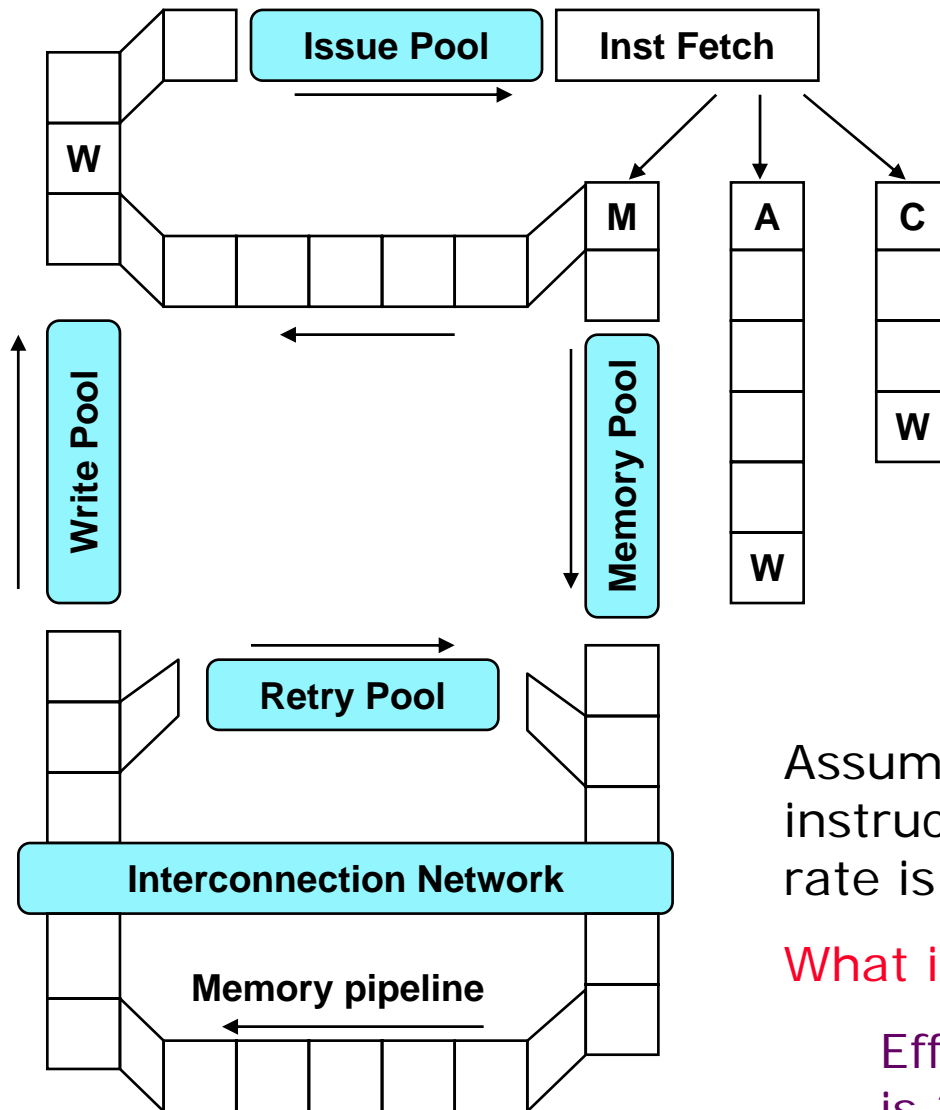 Issue Pool
Inst Fetch
W
M
A
C
W
Write Pool
Memory Pool
W
Retry Pool
Interconnection Network
Memory pipeline
Assum
instruc
rate is
What i
Eff